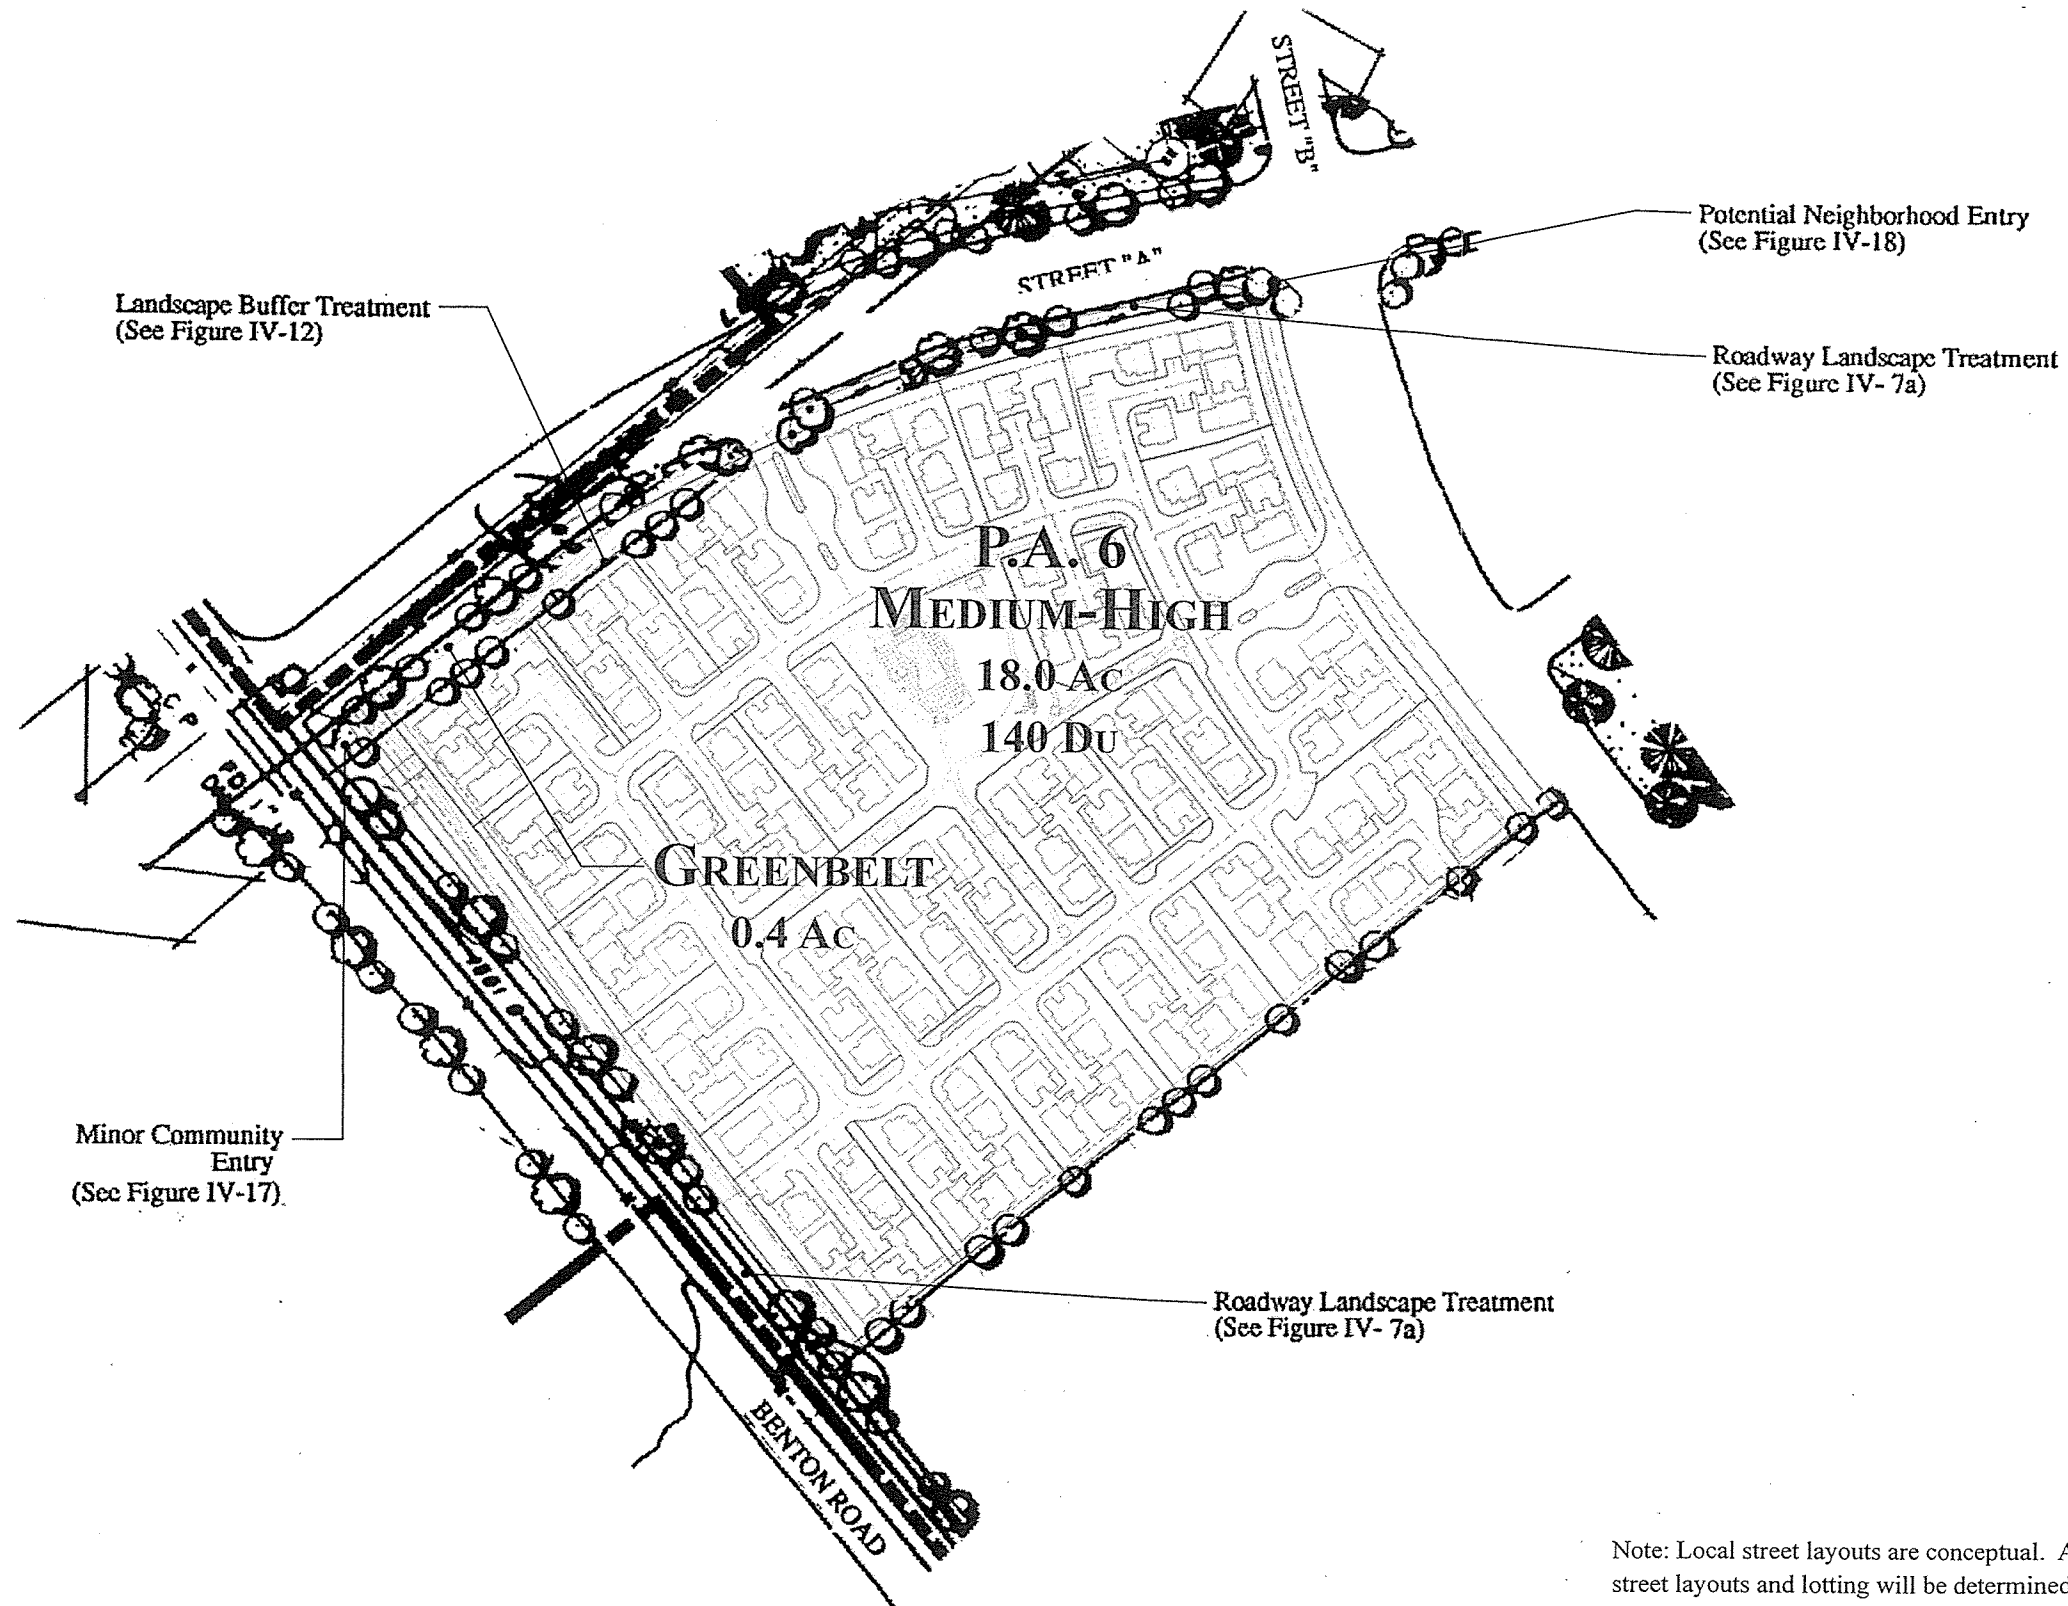 STREET "B"
Potential Neighborhood Entry
(See Figure IV-18)
STREET "A"
Landscape Buffer Treatment
(See Figure IV-12)
Roadway Landscape Treatment
(See Figure IV- 7a)
P.A. 6
MEDIUM-HIGH
18.0 AC
140 DU
GREENBELT
0.4 AC
Minor Community
Entry
(See Figure IV-17)
Roadway Landscape Treatment
(See Figure IV- 7a)
BENTON ROAD
Note: Local street layouts are conceptual.
street layouts and lotting will be determined